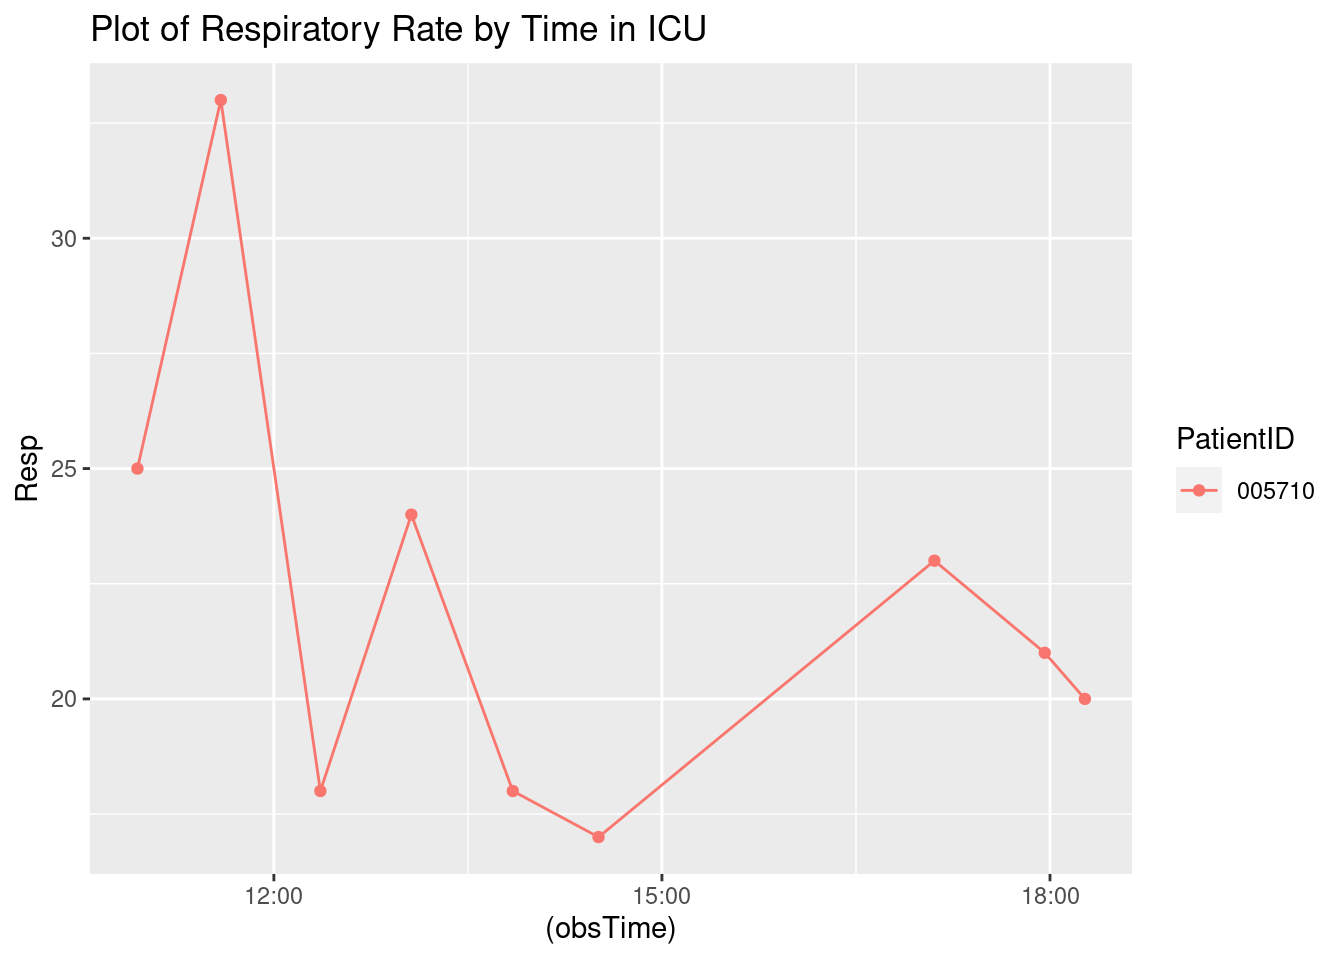 Plot of Respiratory Rate by Time in ICU
Resp
30
25
20
12:00 15:00 18:00
(obsTime)
PatientID
005710